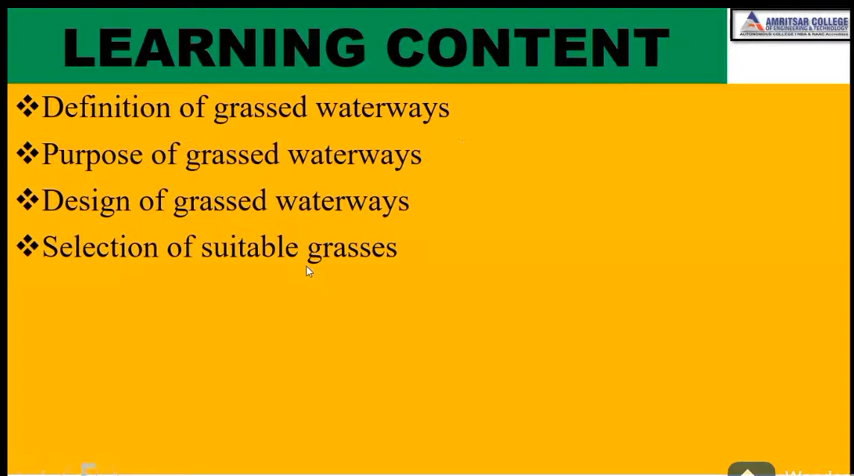 LEARNING CONTENT
AMRITSAR COLLEGE
OF ENGINEERING & TECHNOLOGY
❖Definition of grassed waterways
❖Purpose of grassed waterways
❖Design of grassed waterways
❖Selection of suitable grasses